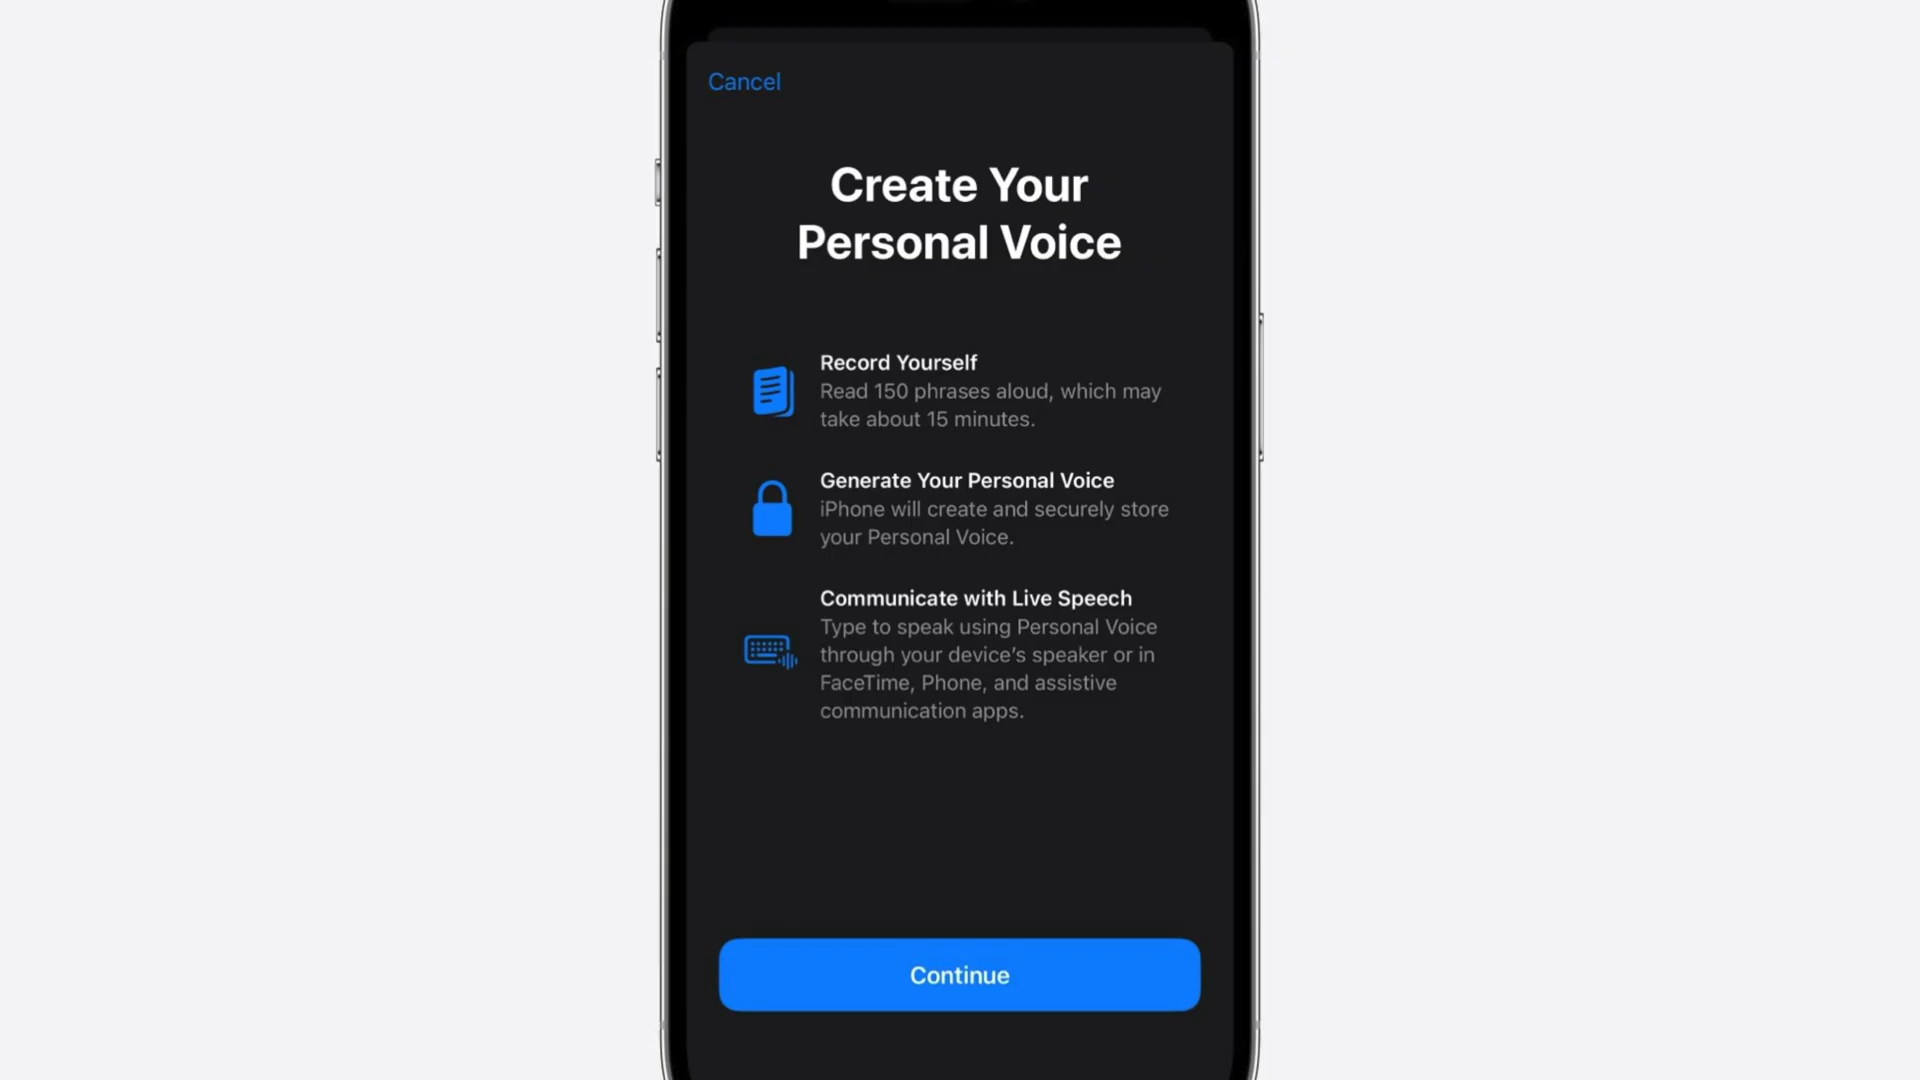 Cancel
Create Your
Personal Voice
Record Yourself
Read 150 phrases aloud, which may
take about 15 minutes.
Generate Your Personal Voice
iPhone will create and securely store
your Personal Voice.
Communicate with Live Speech
Type to speak using Personal Voice
through your device’s speaker or in
FaceTime, Phone, and assistive
communication apps.
Continue